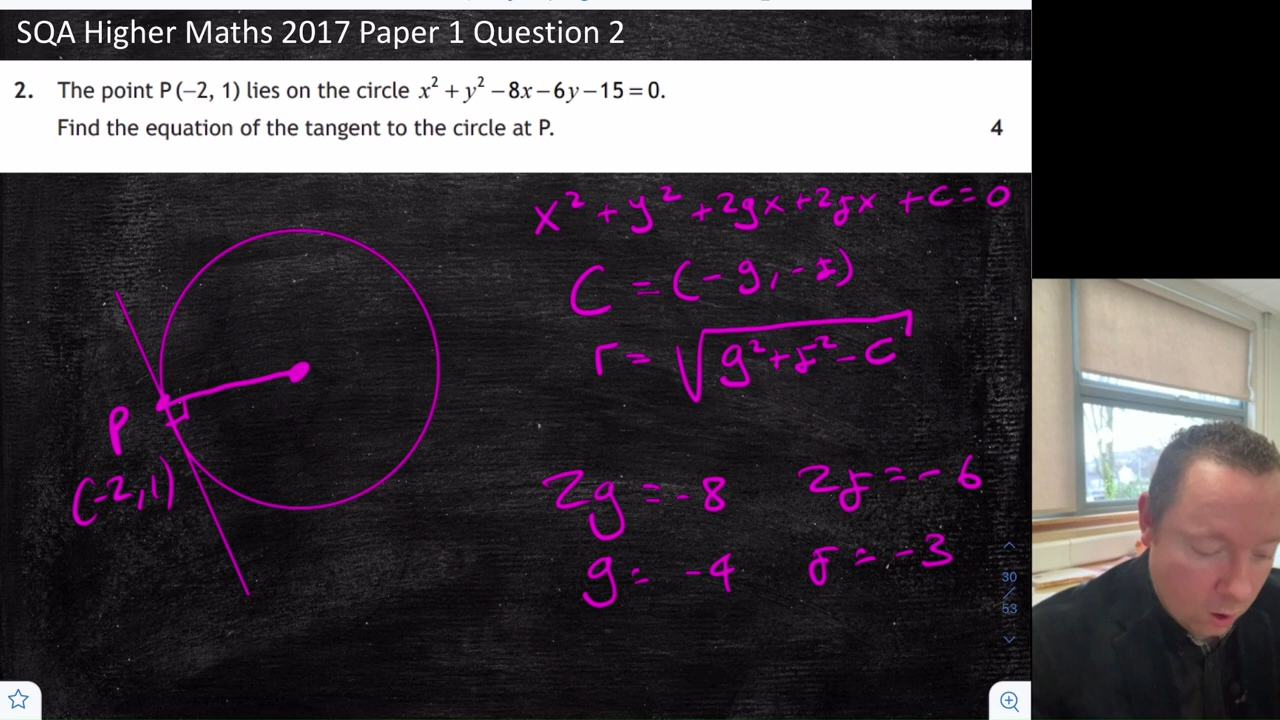 SQA Higher Maths 2017 Paper 1 Question 2
2. The point P (–2, 1) lies on the circle x² + y² – 8x – 6y – 15 = 0.
Find the equation of the tangent to the circle at P. 4
x² + y² + 2gx + 2fx + c = 0
C = (-g, -f)
r = √g² + f² - c
P
(-2, 1)
2g = -8 2f = -6
g = -4 f = -3
30
/
53